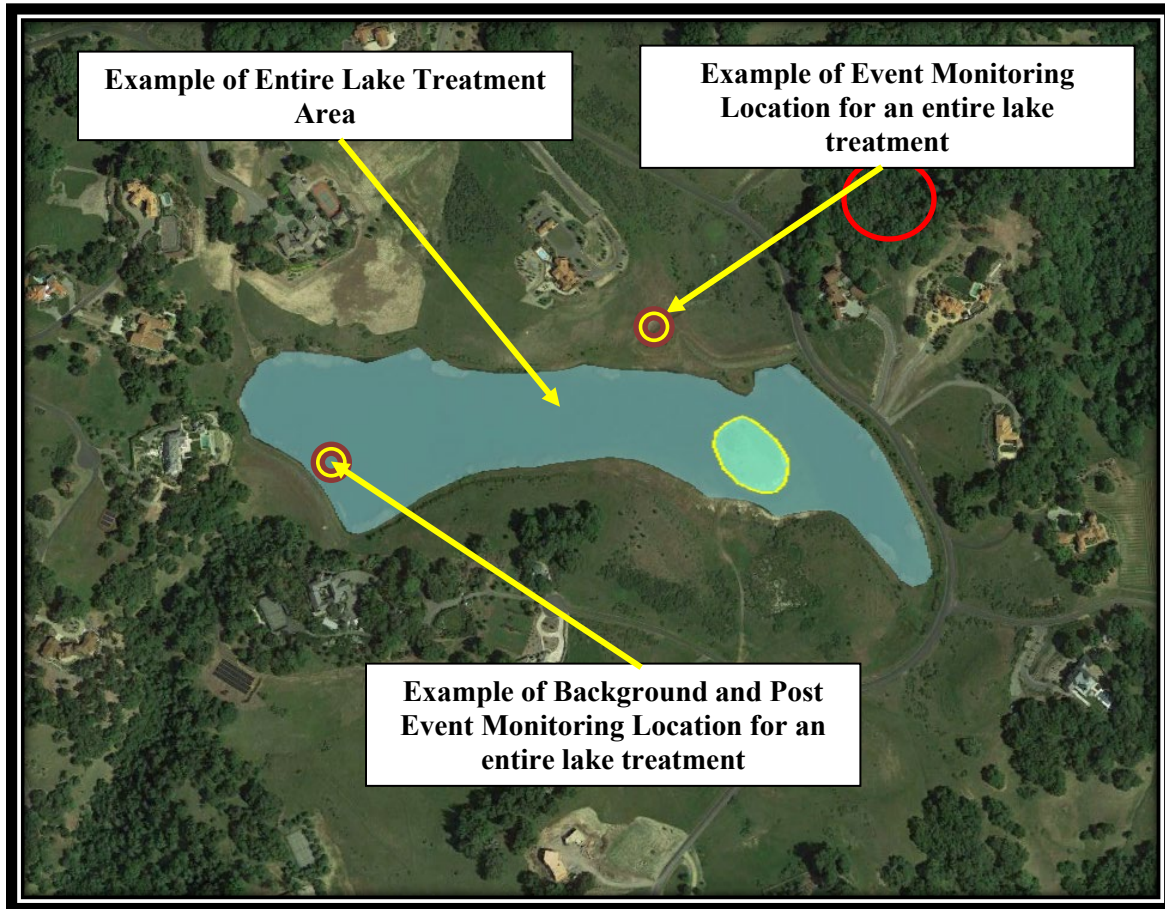 Example of Entire Lake Treatment
Area
Example of Event Monitoring
Location for an entire lake
treatment
Example of Background and Post
Event Monitoring Location for an
entire lake treatment